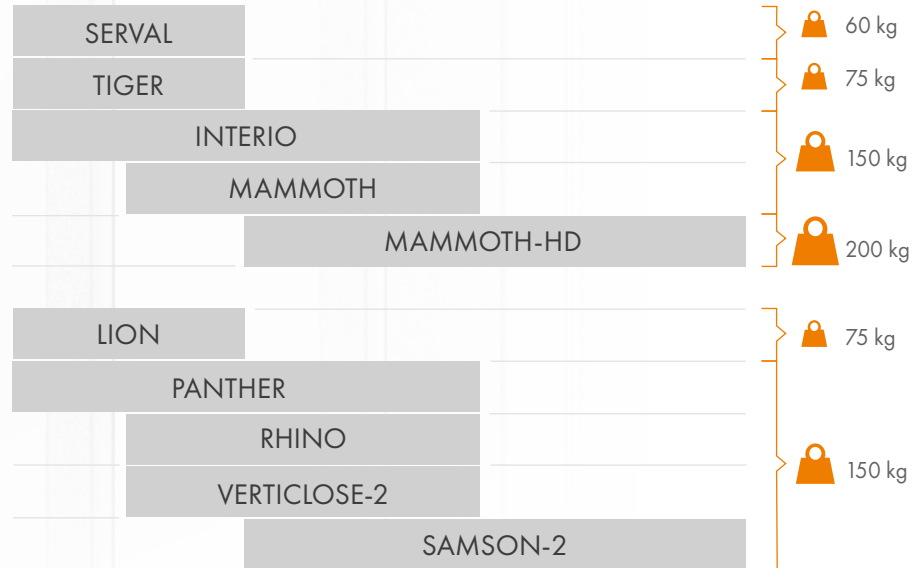 SERVAL
60 kg
TIGER
75 kg
INTERIO
MAMMOTH
150 kg
MAMMOTH-HD
200 kg
LION
75 kg
PANTHER
RHINO
VERTICLOSE-2
150 kg
SAMSON-2